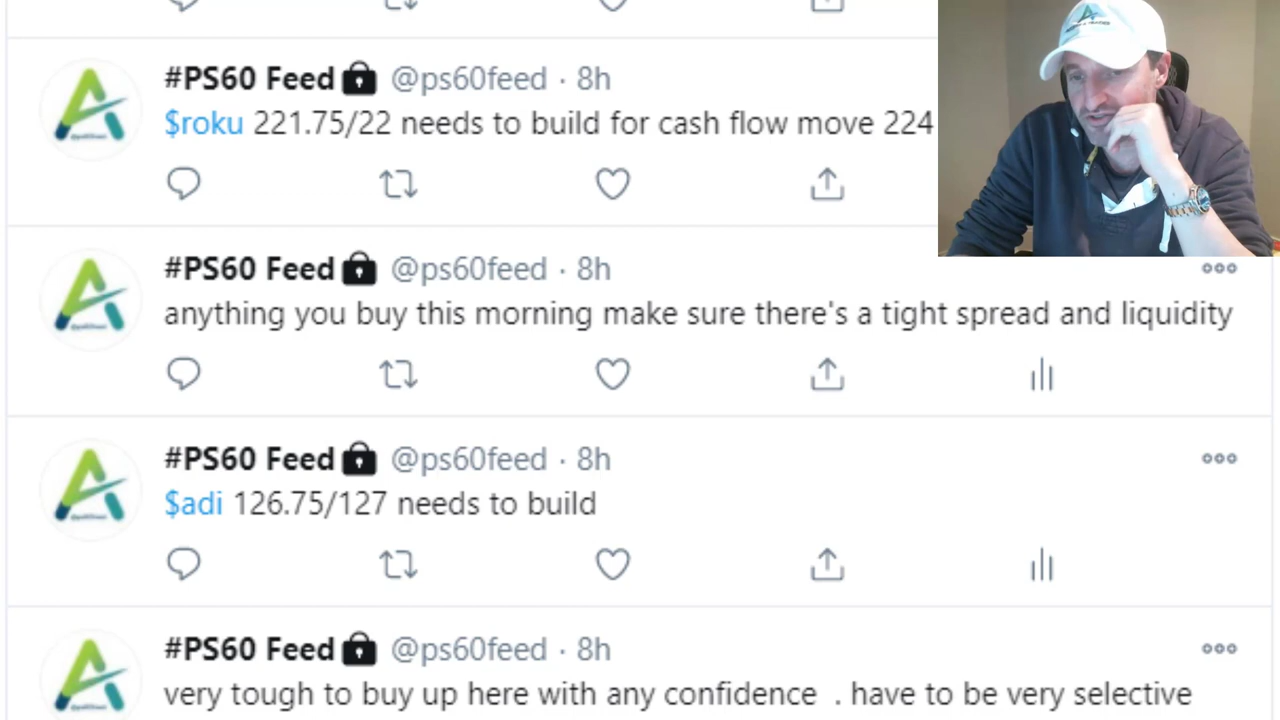 #PS60 Feed @ps60feed · 8h
$roku 221.75/22 needs to build for cash flow move 224
#PS60 Feed @ps60feed · 8h
anything you buy this morning make sure there's a tight spread and liquidity
#PS60 Feed @ps60feed · 8h
$adi 126.75/127 needs to build
#PS60 Feed @ps60feed · 8h
very tough to buy up here with any confidence . have to be very selective